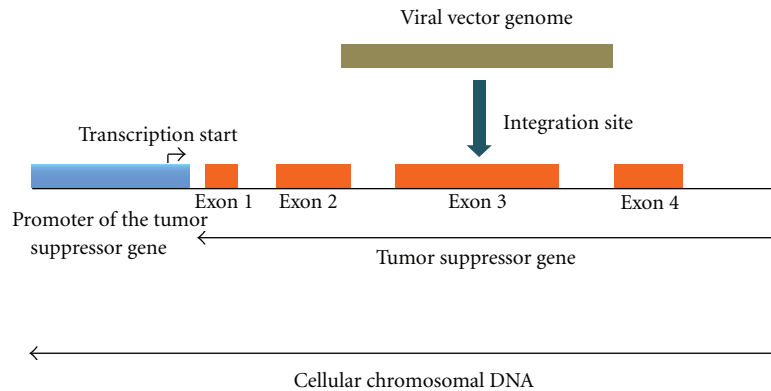 Viral vector genome
Transcription start
Integration site
Exon 1
Exon 2
Exon 3
Exon 4
Promoter of the tumor
suppressor gene
Tumor suppressor gene
Cellular chromosomal DNA